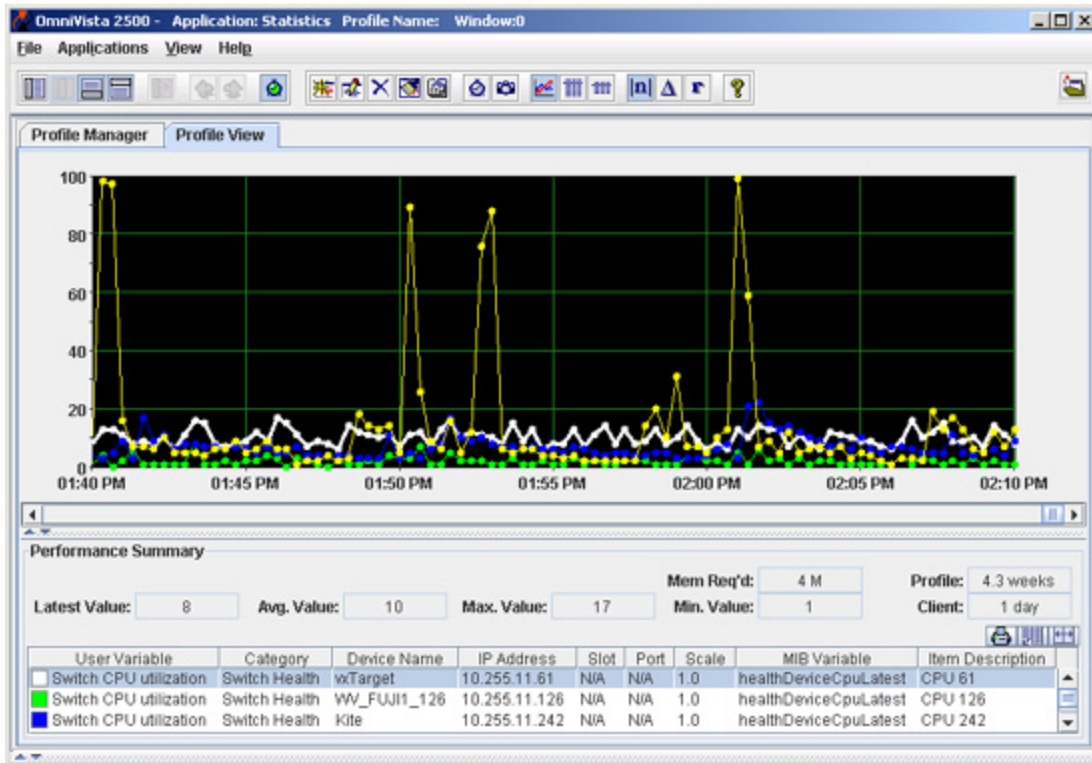 OmniVista 2500 - Application: Statistics Profile Name: Window:0
File Applications View Help
|n| Δ r ?
Profile Manager Profile View
100
80
60
40
20
0
01:40 PM 01:45 PM 01:50 PM 01:55 PM 02:00 PM 02:05 PM 02:10 PM
Performance Summary
Mem Req'd: 4 M Profile: 4.3 weeks
Latest Value: 8 Avg. Value: 10 Max. Value: 17 Min. Value: 1 Client: 1 day
User Variable Category Device Name IP Address Slot Port Scale MIB Variable Item Description
Switch CPU utilization Switch Health vxTarget 10.255.11.61 N/A N/A 1.0 healthDeviceCpuLatest CPU 61
Switch CPU utilization Switch Health WV_FUJI1_126 10.255.11.126 N/A N/A 1.0 healthDeviceCpuLatest CPU 126
Switch CPU utilization Switch Health Kite 10.255.11.242 N/A N/A 1.0 healthDeviceCpuLatest CPU 242